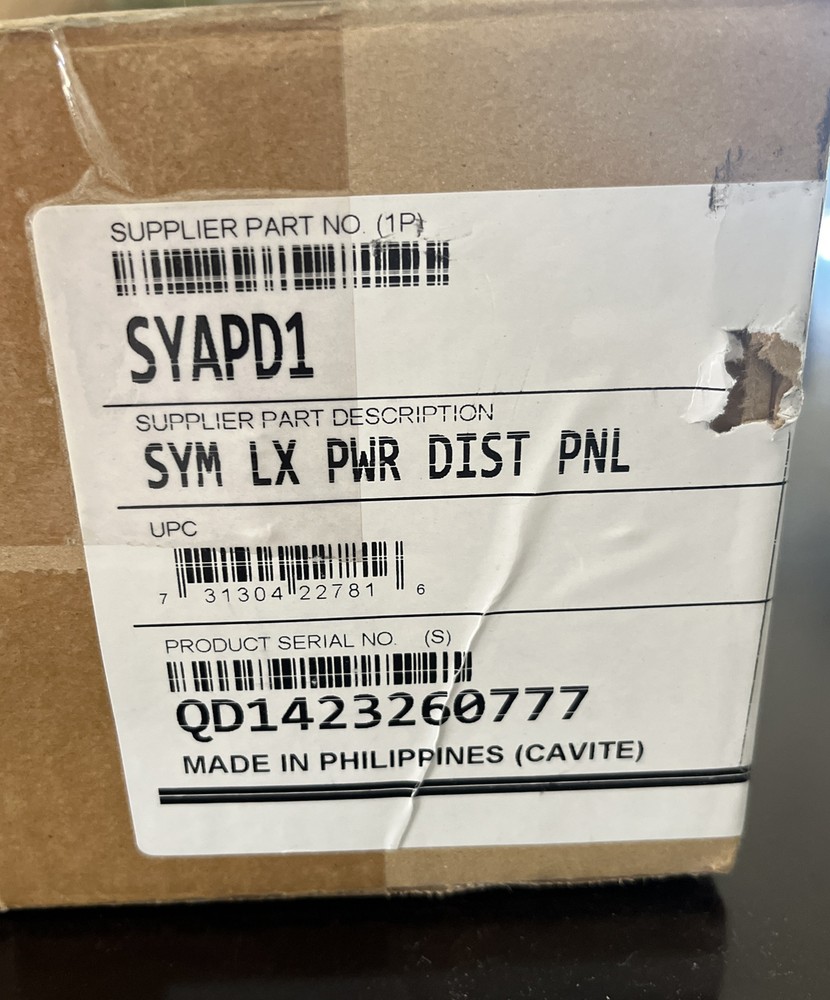 SUPPLIER PART NO. (1P)
SYAPD1
SUPPLIER PART DESCRIPTION
SYM LX PWR DIST PNL
UPC
7 31304 22781 6
PRODUCT SERIAL NO. (S)
QD1423260777
MADE IN PHILIPPINES (CAVITE)